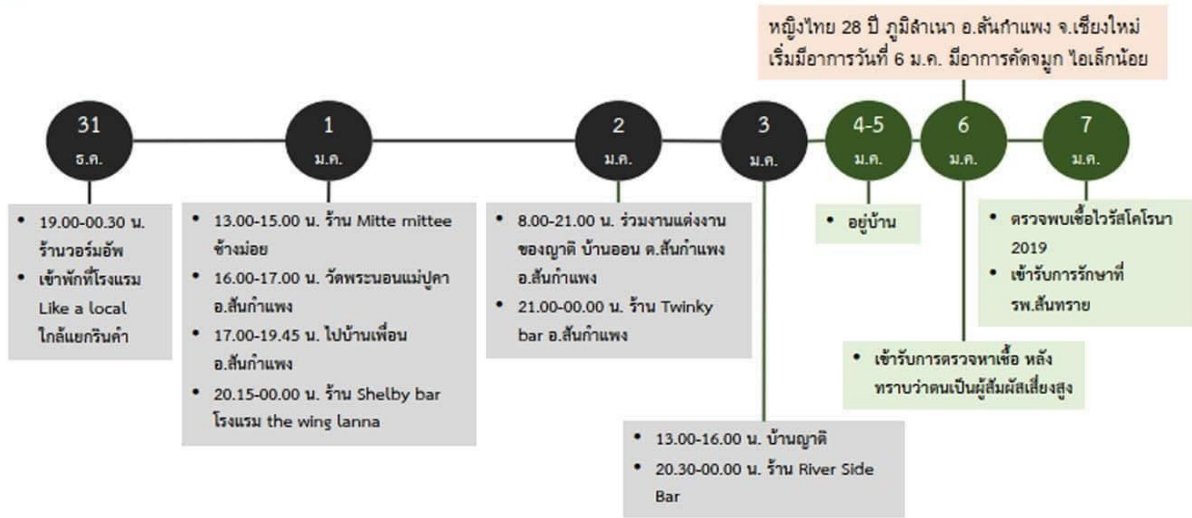 หญิงไทย 28 ปี ภูมิลำเนา อ.สันกำแพง จ.เชียงใหม่
เริ่มมีอาการวันที่ 6 ม.ค. มีอาการคัดจมูก ไอเล็กน้อย
31
ธ.ค.
1
ม.ค.
2
ม.ค.
3
ม.ค.
4-5
ม.ค.
6
ม.ค.
7
ม.ค.
• 19.00-00.30 น.
ร้านวอร์มอัพ
• เข้าพักที่โรงแรม
Like a local
ใกล้แยกรินคำ
• 13.00-15.00 น. ร้าน Mitte mittee
ช้างม่อย
• 16.00-17.00 น. วัดพระนอนแม่ปูคา
อ.สันกำแพง
• 17.00-19.45 น. ไปบ้านเพื่อน
อ.สันกำแพง
• 20.15-00.00 น. ร้าน Shelby bar
โรงแรม the wing lanna
• 8.00-21.00 น. ร่วมงานแต่งงาน
ของญาติ บ้านออน ต.สันกำแพง
อ.สันกำแพง
• 21.00-00.00 น. ร้าน Twinky
bar อ.สันกำแพง
• 13.00-16.00 น. บ้านญาติ
• 20.30-00.00 น. ร้าน River Side
Bar
• อยู่บ้าน
• เข้ารับการตรวจหาเชื้อ หลัง
ทราบว่าตนเป็นผู้สัมผัสเสี่ยงสูง
• ตรวจพบเชื้อไวรัสโคโรนา
2019
• เข้ารับการรักษาที่
รพ.สันทราย